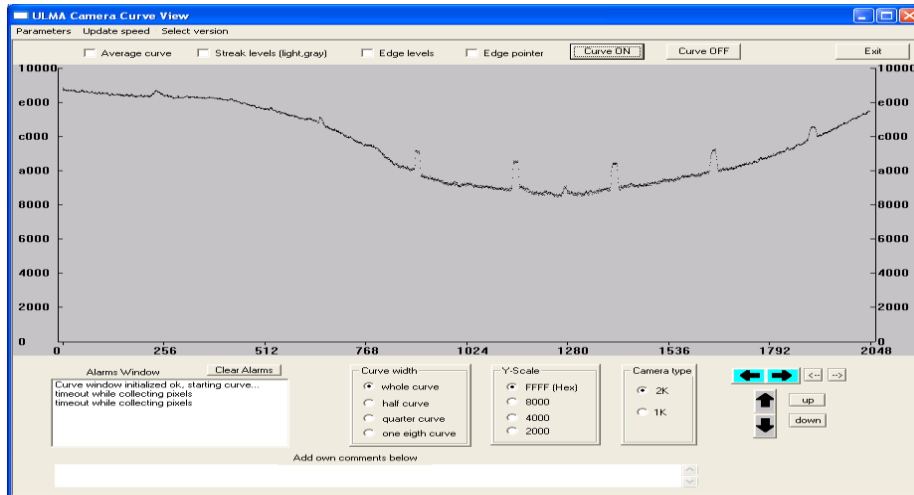 ULMA Camera Curve View
Parameters Update speed Select version
Average curve Streak levels (light,gray) Edge levels Edge pointer Curve ON Curve OFF Exit
10000 10000
e000 e000
c000 c000
a000 a000
8000 8000
6000 6000
4000 4000
2000 2000
0 0
0 256 512 768 1024 1280 1536 1792 2048
Alarms Window Clear Alarms
Curve window initialized ok, starting curve...
timeout while collecting pixels
timeout while collecting pixels
Curve width
whole curve
half curve
quarter curve
one eigth curve
Y-Scale
FFFF (Hex)
8000
4000
2000
Camera type
2K
1K
<-- -->
up
down
Add own comments below